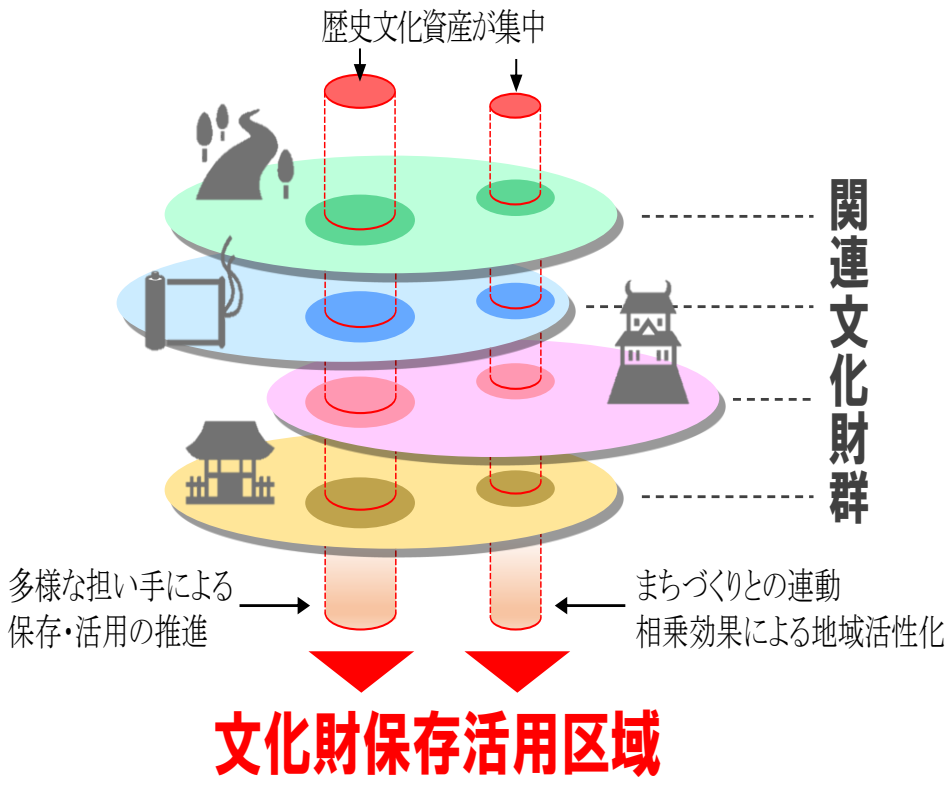 歴史文化資産が集中
関連文化財群
多様な担い手による
保存・活用の推進
まちづくりとの連動
相乗効果による地域活性化
文化財保存活用区域